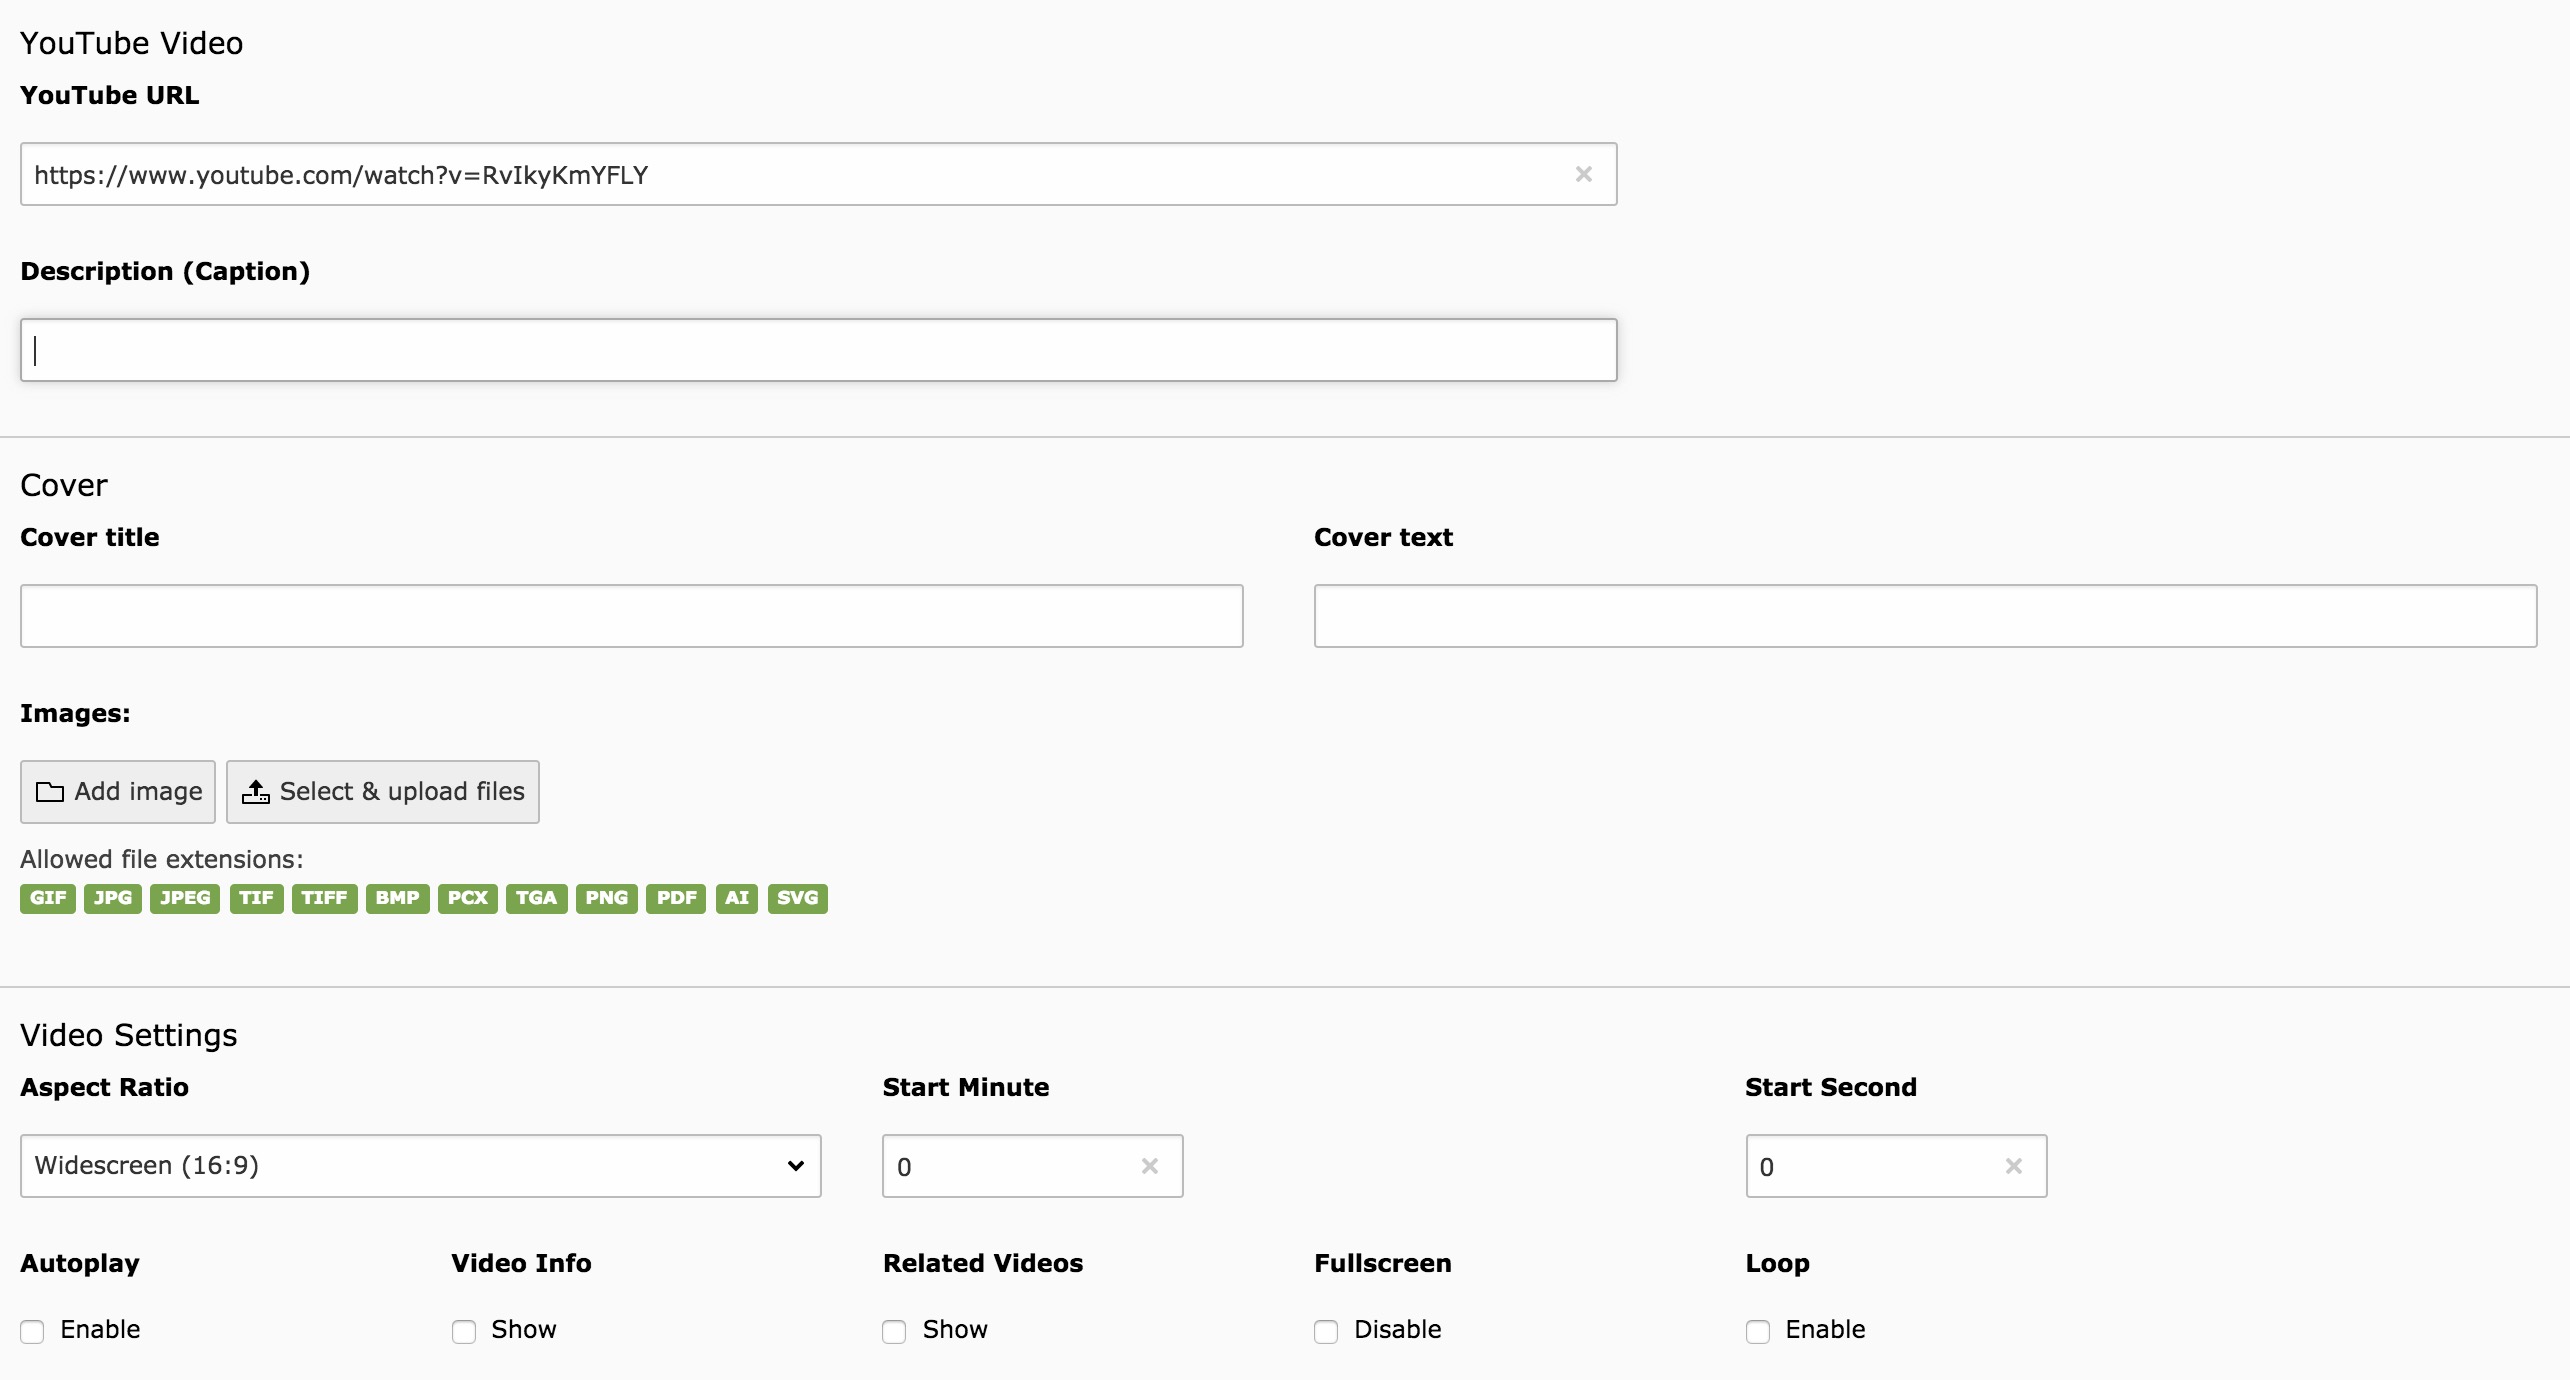 YouTube Video
YouTube URL
https://www.youtube.com/watch?v=RvIkyKmYFLY
Description (Caption)
Cover
Cover title Cover text
Images:
Add image Select & upload files
Allowed file extensions:
GIF JPG JPEG TIF TIFF BMP PCX TGA PNG PDF AI SVG
Video Settings
Aspect Ratio Start Minute Start Second
Widescreen (16:9) 0 0
Autoplay Video Info Related Videos Fullscreen Loop
Enable Show Show Disable Enable